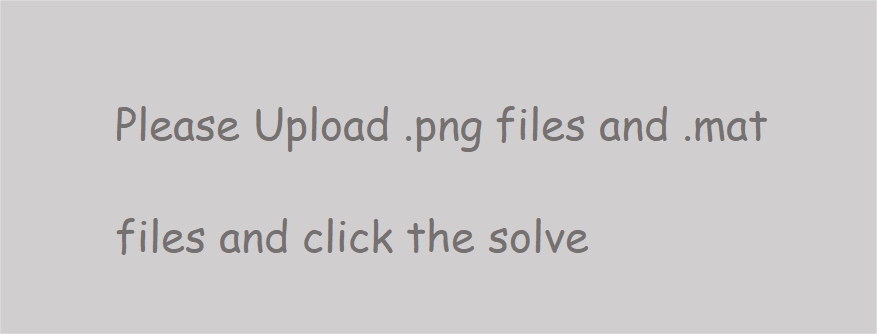 Please Upload .png files and .mat
files and click the solve